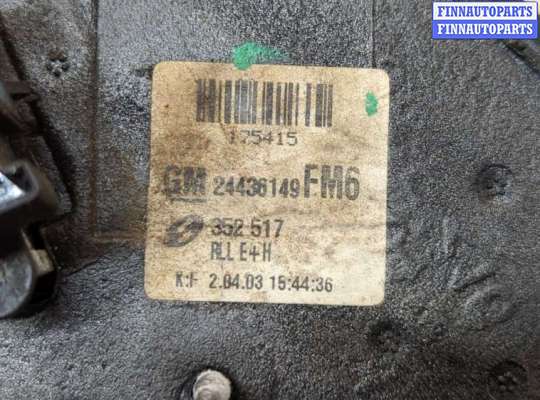 FINNAUTOPARTS
FINNAUTOPARTS
175415
GM 24436149 FM6
352 517
RLL E+H
K:F 2.04.03 15:44:36